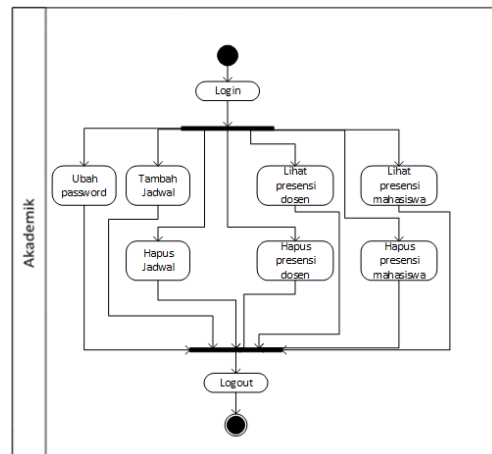 Akademik
Login
Ubah
password
Tambah
Jadwal
Lihat
presensi
dosen
Lihat
presensi
mahasiswa
Hapus
Jadwal
Hapus
presensi
dosen
Hapus
presensi
mahasiswa
Logout